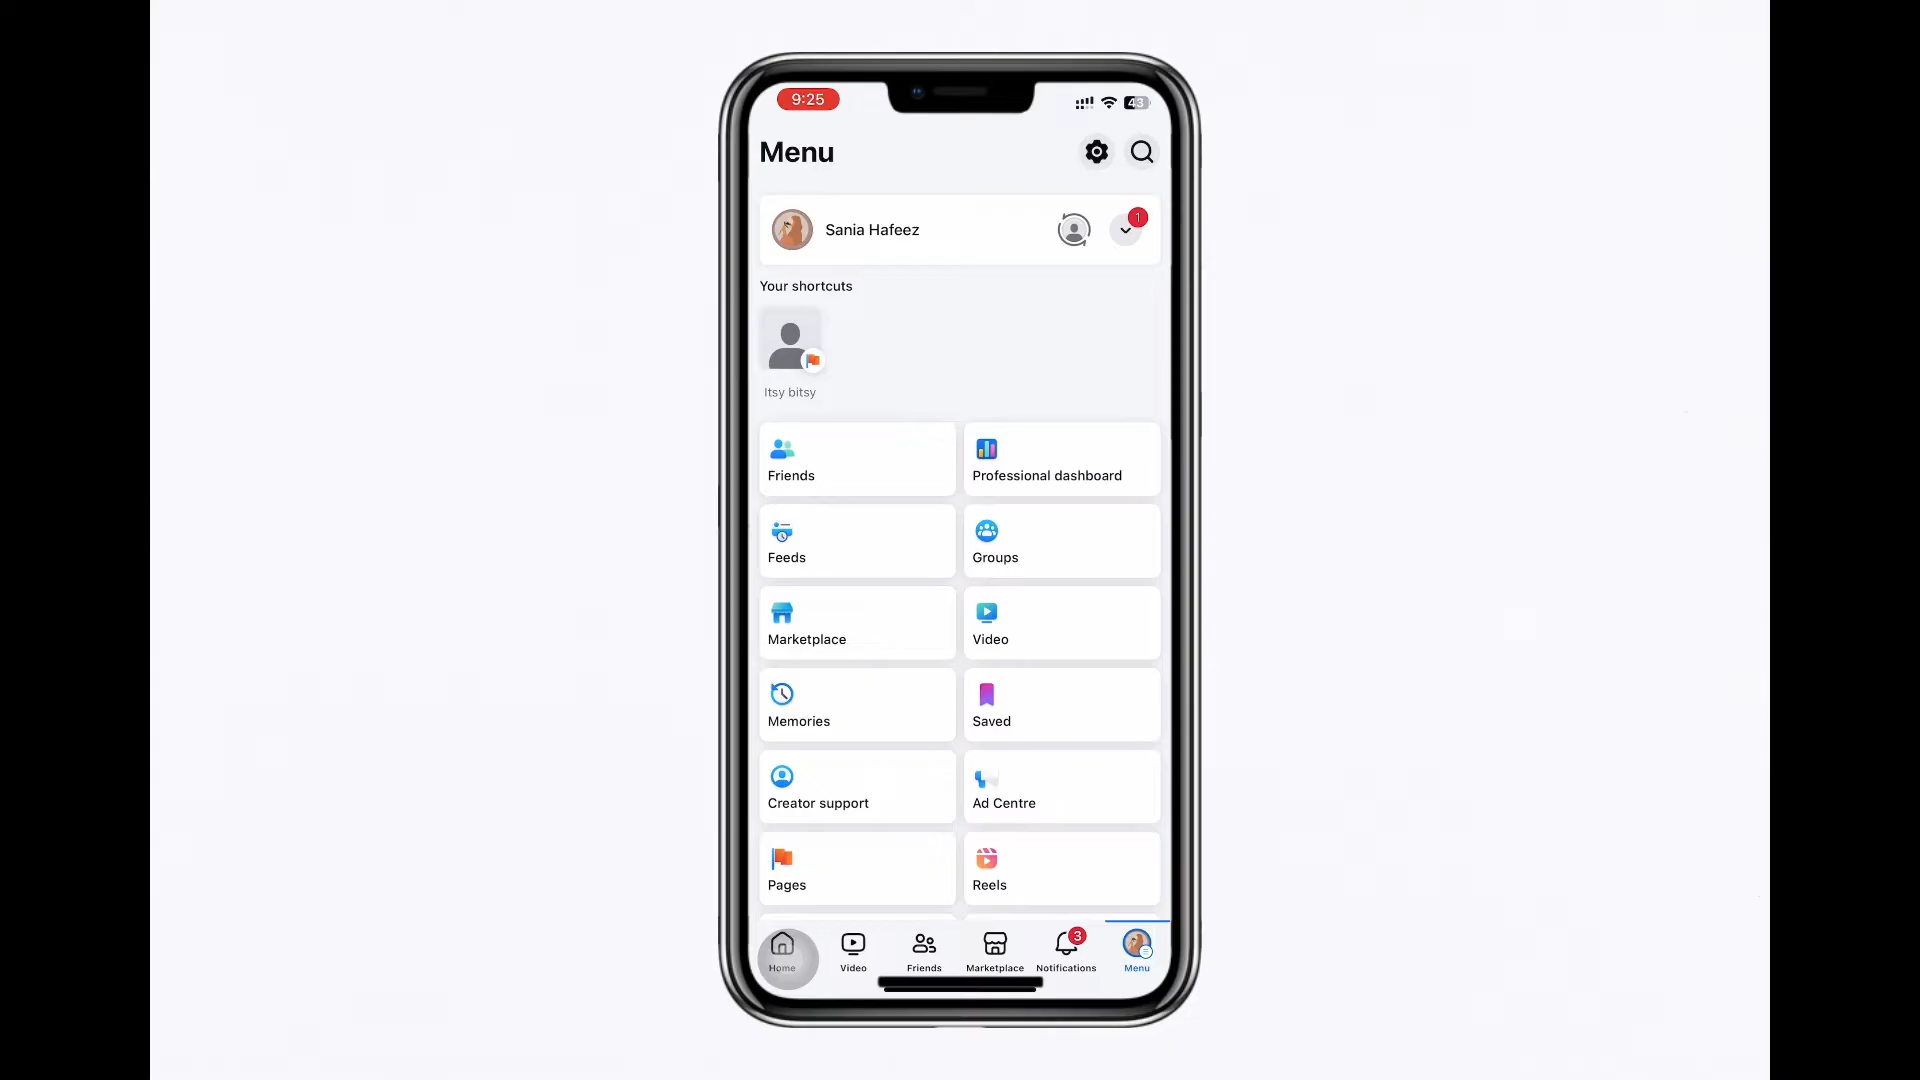 9:25
43
Menu
Sania Hafeez
1
Your shortcuts
Itsy bitsy
Friends
Professional dashboard
Feeds
Groups
Marketplace
Video
Memories
Saved
Creator support
Ad Centre
Pages
Reels
3
Home
Video
Friends
Marketplace
Notifications
Menu